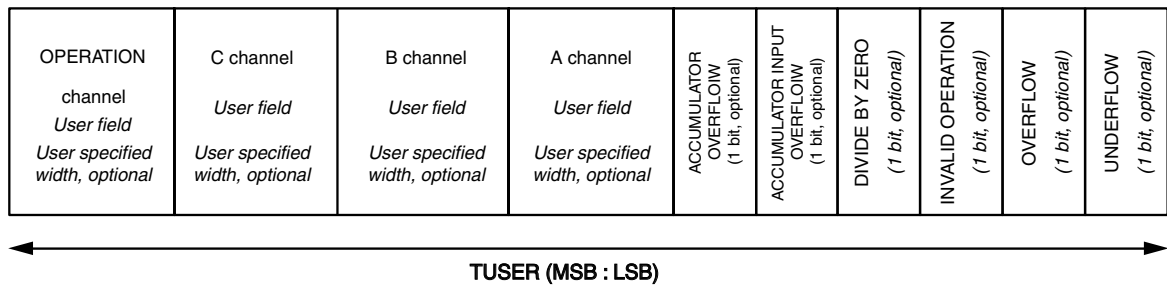 OPERATION
channel
User field
User specified
width, optional
C channel
User field
User specified
width, optional
B channel
User field
User specified
width, optional
A channel
User field
User specified
width, optional
ACCUMULATOR
OVERFLOIW
(1 bit, optional)
ACCUMULATOR INPUT
OVERFLOIW
(1 bit, optional)
DIVIDE BY ZERO
(1 bit, optional)
INVALID OPERATION
(1 bit, optional)
OVERFLOW
(1 bit, optional)
UNDERFLOW
(1 bit, optional)
TUSER (MSB : LSB)